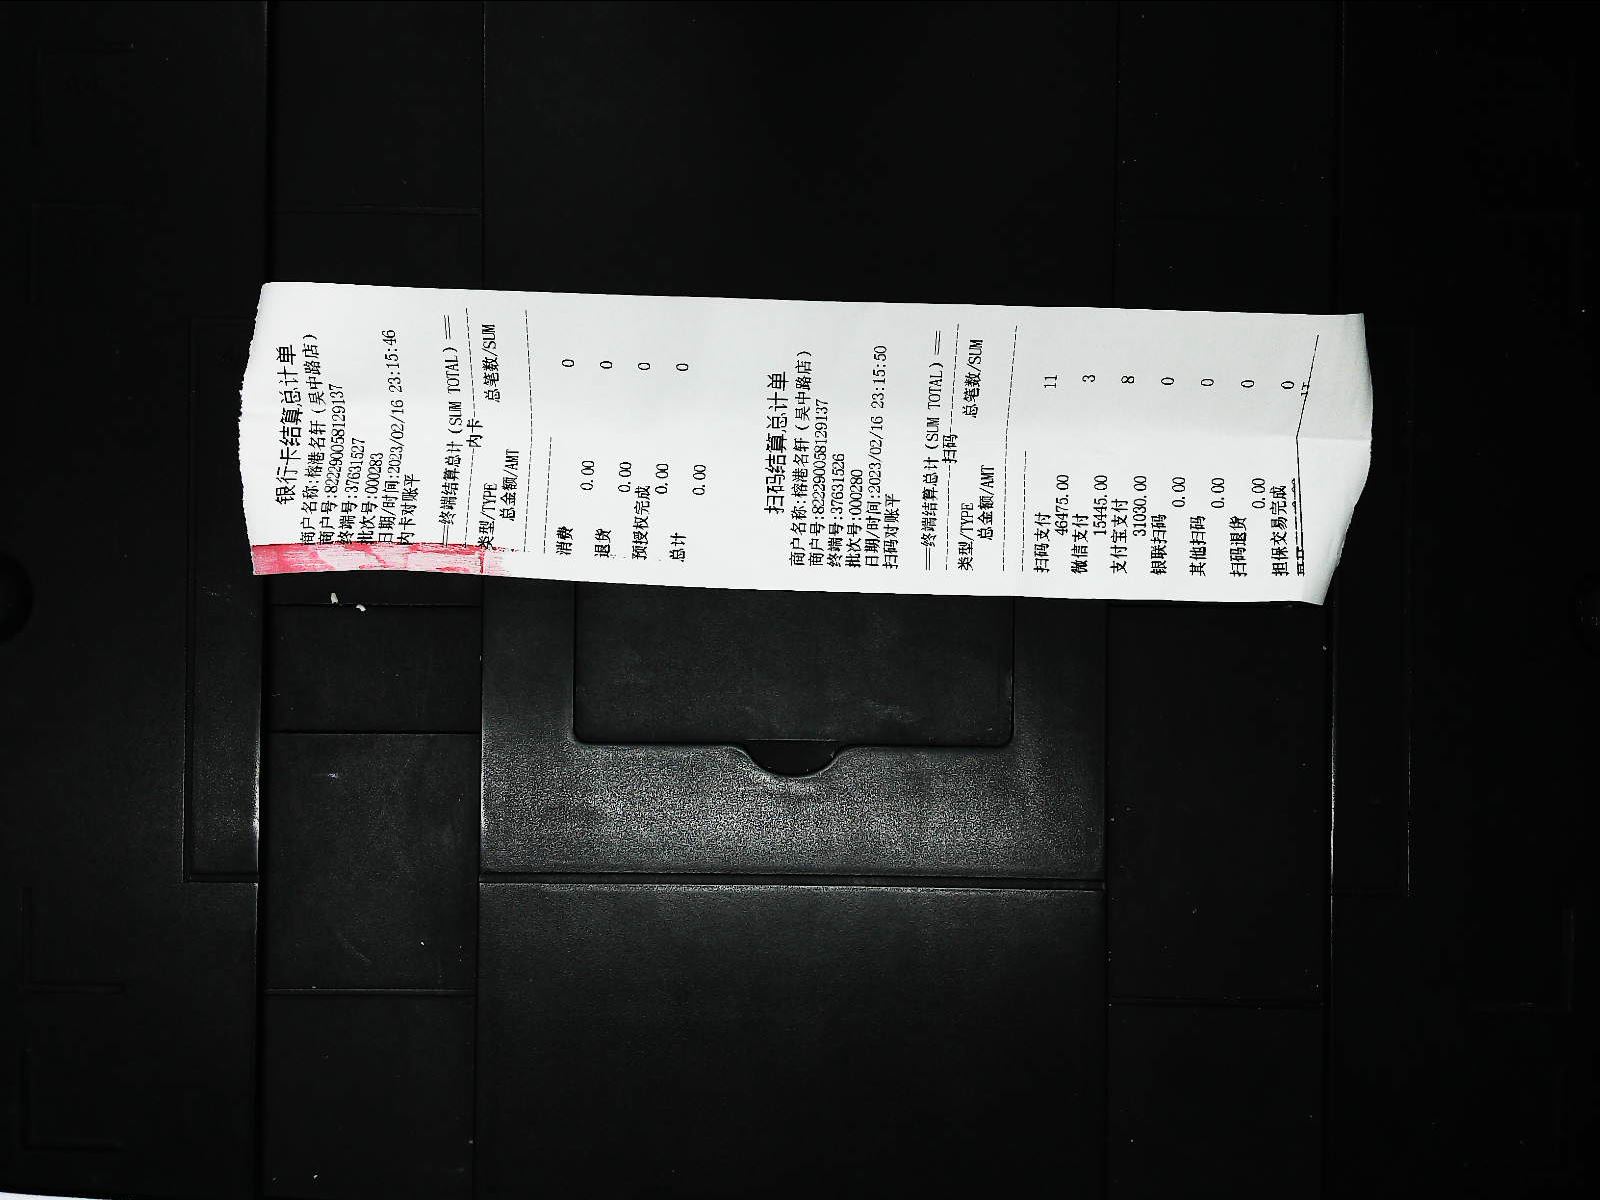 银行卡结算总计单
商户名称:榕港名轩（吴中路店）
商户号:822290058129137
终端号:37631527
批次号:000283
日期/时间:2023/02/16 23:15:46
内卡对账平
==终端结算总计（SUM TOTAL）==
内卡
类型/TYPE 总笔数/SUM
总金额/AMT
消费 0
0.00
退货 0
0.00
预授权完成 0
0.00
总计 0
0.00
扫码结算总计单
商户名称:榕港名轩（吴中路店）
商户号:822290058129137
终端号:37631526
批次号:000280
日期/时间:2023/02/16 23:15:50
扫码对账平
==终端结算总计（SUM TOTAL）==
扫码
类型/TYPE 总笔数/SUM
总金额/AMT
扫码支付 11
46475.00
微信支付 3
15445.00
支付宝支付 8
31030.00
银联扫码 0
0.00
其他扫码 0
0.00
扫码退货 0
0.00
担保交易完成 0